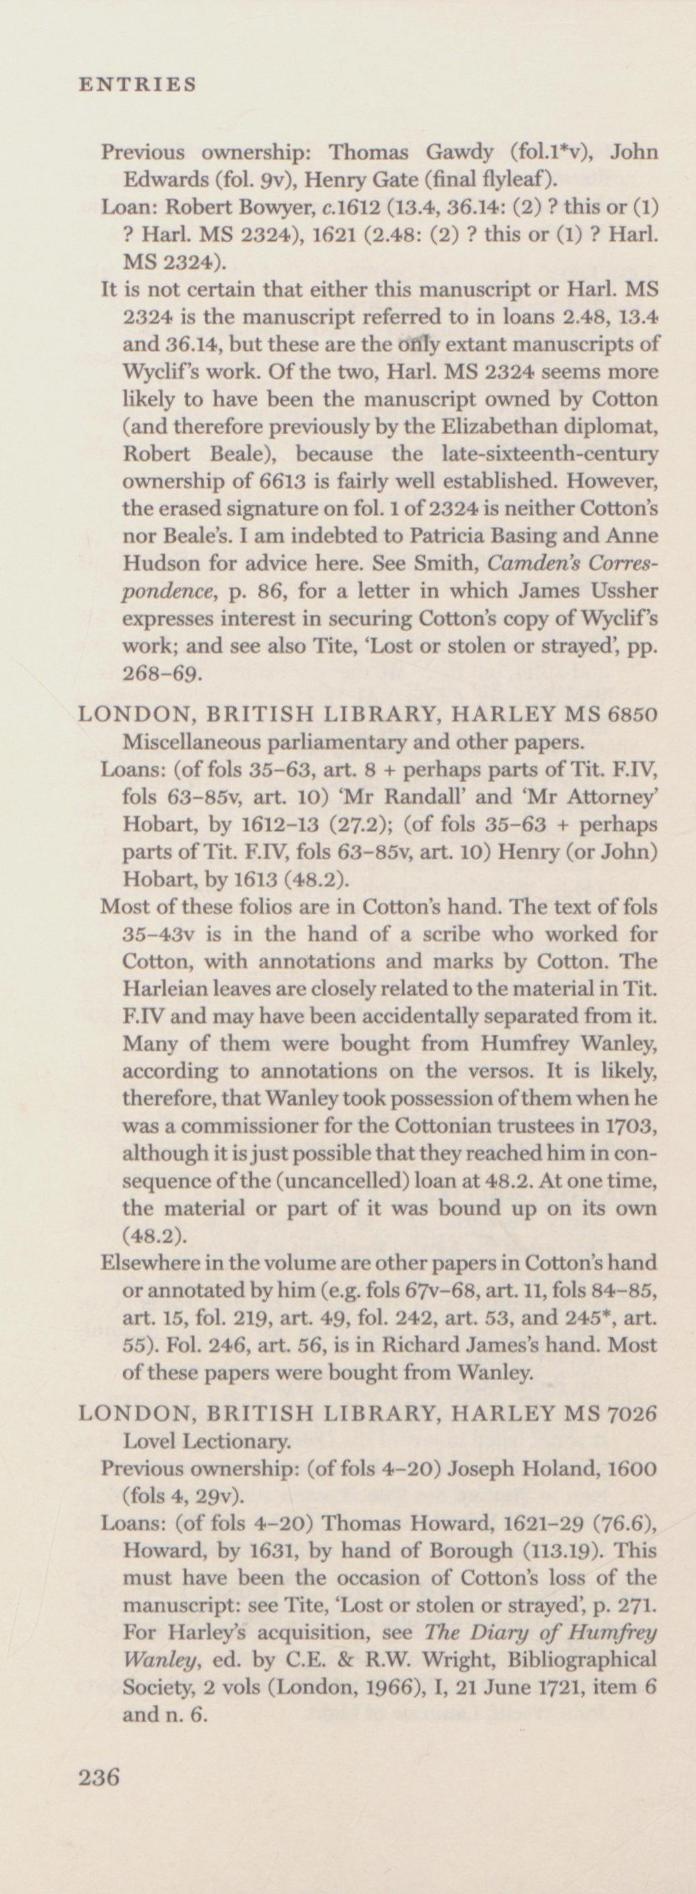 ENTRIES
Previous ownership: Thomas Gawdy (fol.1*v), John
Edwards (fol. 9v), Henry Gate (final flyleaf).
Loan: Robert Bowyer, c.1612 (13.4, 36.14: (2) ? this or (1)
? Harl. MS 2324), 1621 (2.48: (2) ? this or (1) ? Harl.
MS 2324).
It is not certain that either this manuscript or Harl. MS
2324 is the manuscript referred to in loans 2.48, 13.4
and 36.14, but these are the only extant manuscripts of
Wyclif's work. Of the two, Harl. MS 2324 seems more
likely to have been the manuscript owned by Cotton
(and therefore previously by the Elizabethan diplomat,
Robert Beale), because the late-sixteenth-century
ownership of 6613 is fairly well established. However,
the erased signature on fol. 1 of 2324 is neither Cotton's
nor Beale's. I am indebted to Patricia Basing and Anne
Hudson for advice here. See Smith, Camden's Corres-
pondence, p. 86, for a letter in which James Ussher
expresses interest in securing Cotton's copy of Wyclif's
work; and see also Tite, 'Lost or stolen or strayed', pp.
268–69.
LONDON, BRITISH LIBRARY, HARLEY MS 6850
Miscellaneous parliamentary and other papers.
Loans: (of fols 35–63, art. 8 + perhaps parts of Tit. F.IV,
fols 63–85v, art. 10) 'Mr Randall' and 'Mr Attorney'
Hobart, by 1612–13 (27.2); (of fols 35–63 + perhaps
parts of Tit. F.IV, fols 63–85v, art. 10) Henry (or John)
Hobart, by 1613 (48.2).
Most of these folios are in Cotton's hand. The text of fols
35–43v is in the hand of a scribe who worked for
Cotton, with annotations and marks by Cotton. The
Harleian leaves are closely related to the material in Tit.
F.IV and may have been accidentally separated from it.
Many of them were bought from Humfrey Wanley,
according to annotations on the versos. It is likely,
therefore, that Wanley took possession of them when he
was a commissioner for the Cottonian trustees in 1703,
although it is just possible that they reached him in con-
sequence of the (uncancelled) loan at 48.2. At one time,
the material or part of it was bound up on its own
(48.2).
Elsewhere in the volume are other papers in Cotton's hand
or annotated by him (e.g. fols 67v–68, art. 11, fols 84–85,
art. 15, fol. 219, art. 49, fol. 242, art. 53, and 245*, art.
55). Fol. 246, art. 56, is in Richard James's hand. Most
of these papers were bought from Wanley.
LONDON, BRITISH LIBRARY, HARLEY MS 7026
Lovel Lectionary.
Previous ownership: (of fols 4–20) Joseph Holand, 1600
(fols 4, 29v).
Loans: (of fols 4–20) Thomas Howard, 1621–29 (76.6),
Howard, by 1631, by hand of Borough (113.19). This
must have been the occasion of Cotton's loss of the
manuscript: see Tite, 'Lost or stolen or strayed', p. 271.
For Harley's acquisition, see The Diary of Humfrey
Wanley, ed. by C.E. & R.W. Wright, Bibliographical
Society, 2 vols (London, 1966), I, 21 June 1721, item 6
and n. 6.
236